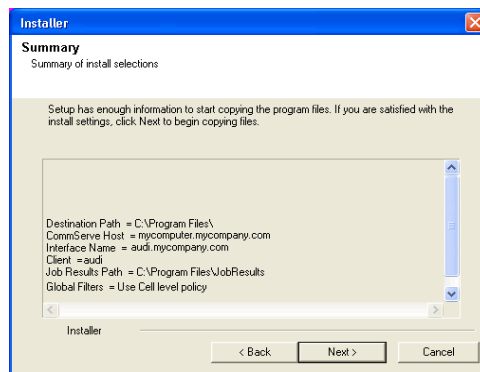 Installer
Summary
Summary of install selections
Setup has enough information to start copying the program files. If you are satisfied with the
install settings, click Next to begin copying files.
Destination Path = C:\Program Files\
CommServe Host = mycomputer.mycompany.com
Interface Name = audi.mycompany.com
Client =audi
Job Results Path = C:\Program Files\JobResults
Global Filters = Use Cell level policy
Installer
< Back Next > Cancel